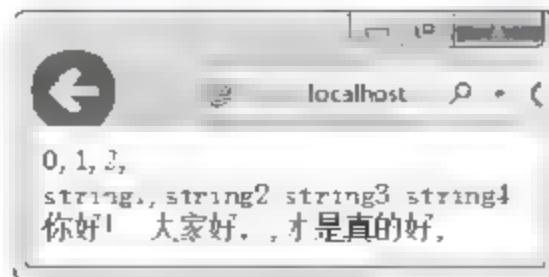 localhost
0, 1, 2,
string1, string2 string3 string4
你好! 大家好. , 才是真的好,